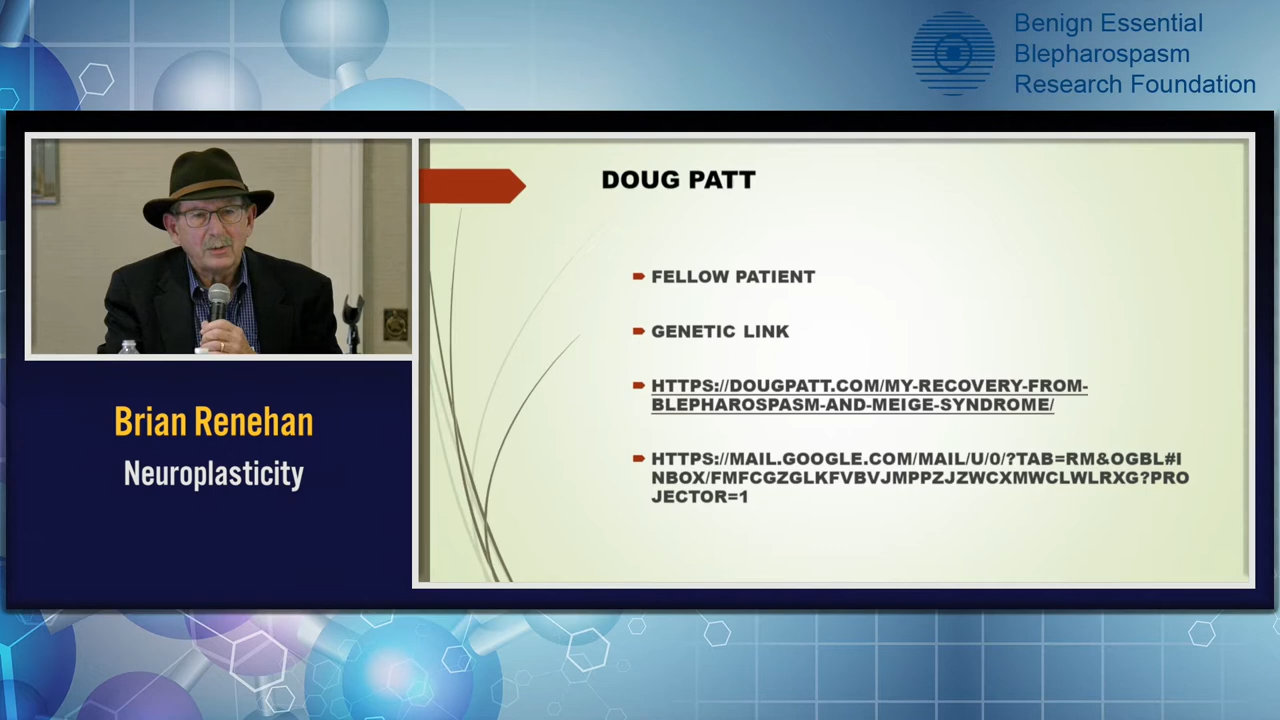 Benign Essential
Blepharospasm
Research Foundation
DOUG PATT
FELLOW PATIENT
GENETIC LINK
HTTPS://DOUGPATT.COM/MY-RECOVERY-FROM-
BLEPHAROSPASM-AND-MEIGE-SYNDROME/
HTTPS://MAIL.GOOGLE.COM/MAIL/U/0/?TAB=RM&OGBL#I
NBOX/FMFCGZGLKFVBVJMPPZJZWCXMWCLWLRXG?PRO
JECTOR=1
Brian Renehan
Neuroplasticity